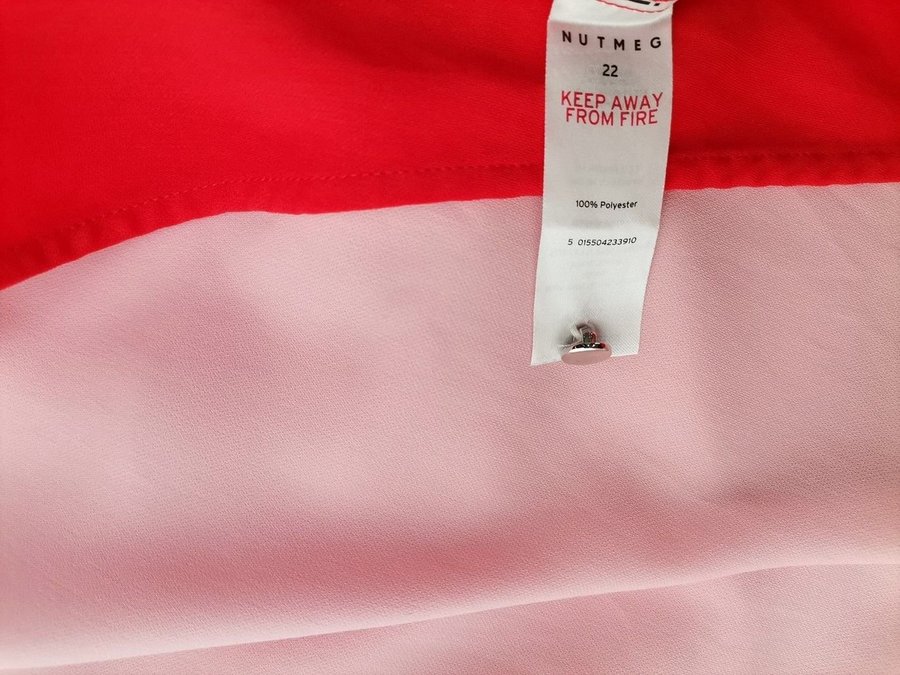 NUTMEG
22
KEEP AWAY
FROM FIRE
100% Polyester
5 015504233910